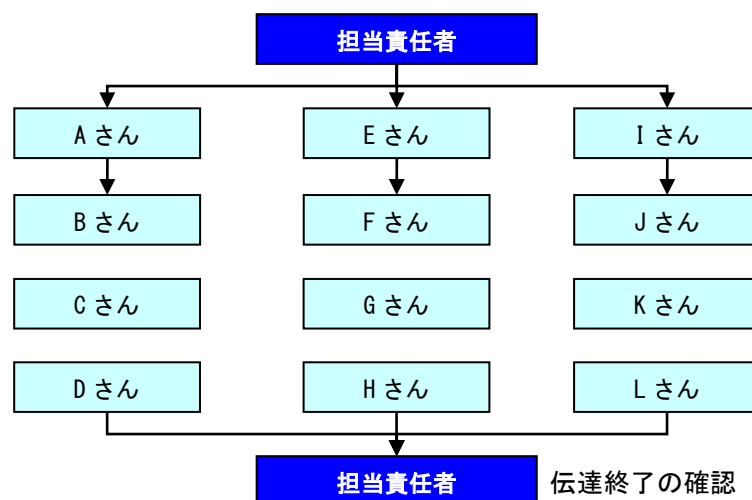 担当責任者
A さん
E さん
I さん
B さん
F さん
J さん
C さん
G さん
K さん
D さん
H さん
L さん
担当責任者
伝達終了の確認